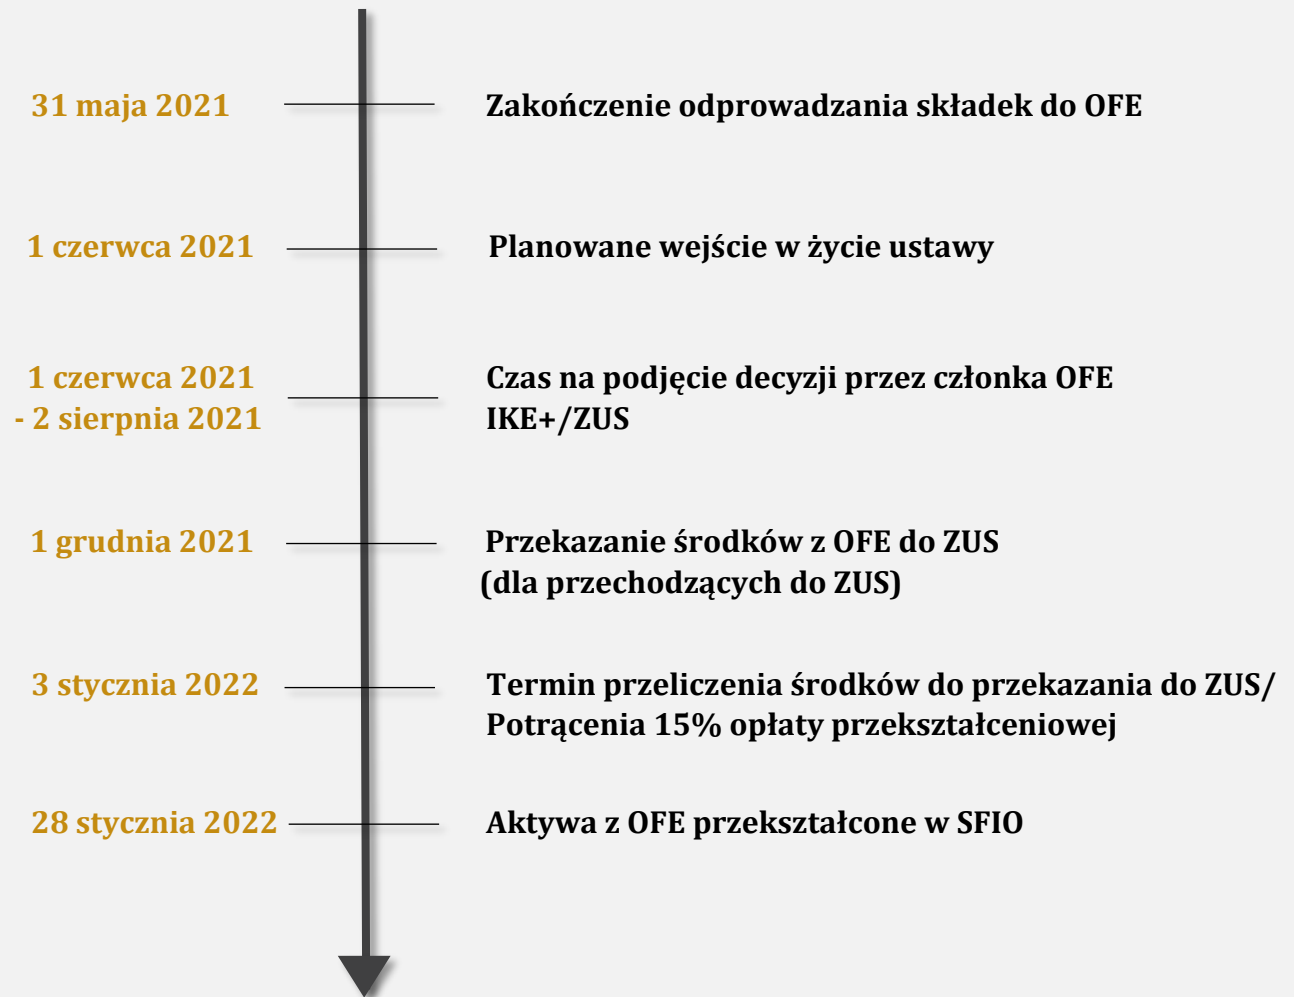 31 maja 2021
Zakończenie odprowadzania składek do OFE
1 czerwca 2021
Planowane wejście w życie ustawy
1 czerwca 2021
- 2 sierpnia 2021
Czas na podjęcie decyzji przez członka OFE
IKE+/ZUS
1 grudnia 2021
Przekazanie środków z OFE do ZUS
(dla przechodzących do ZUS)
3 stycznia 2022
Termin przeliczenia środków do przekazania do ZUS/
Potrącenia 15% opłaty przekształceniowej
28 stycznia 2022
Aktywa z OFE przekształcone w SFIO